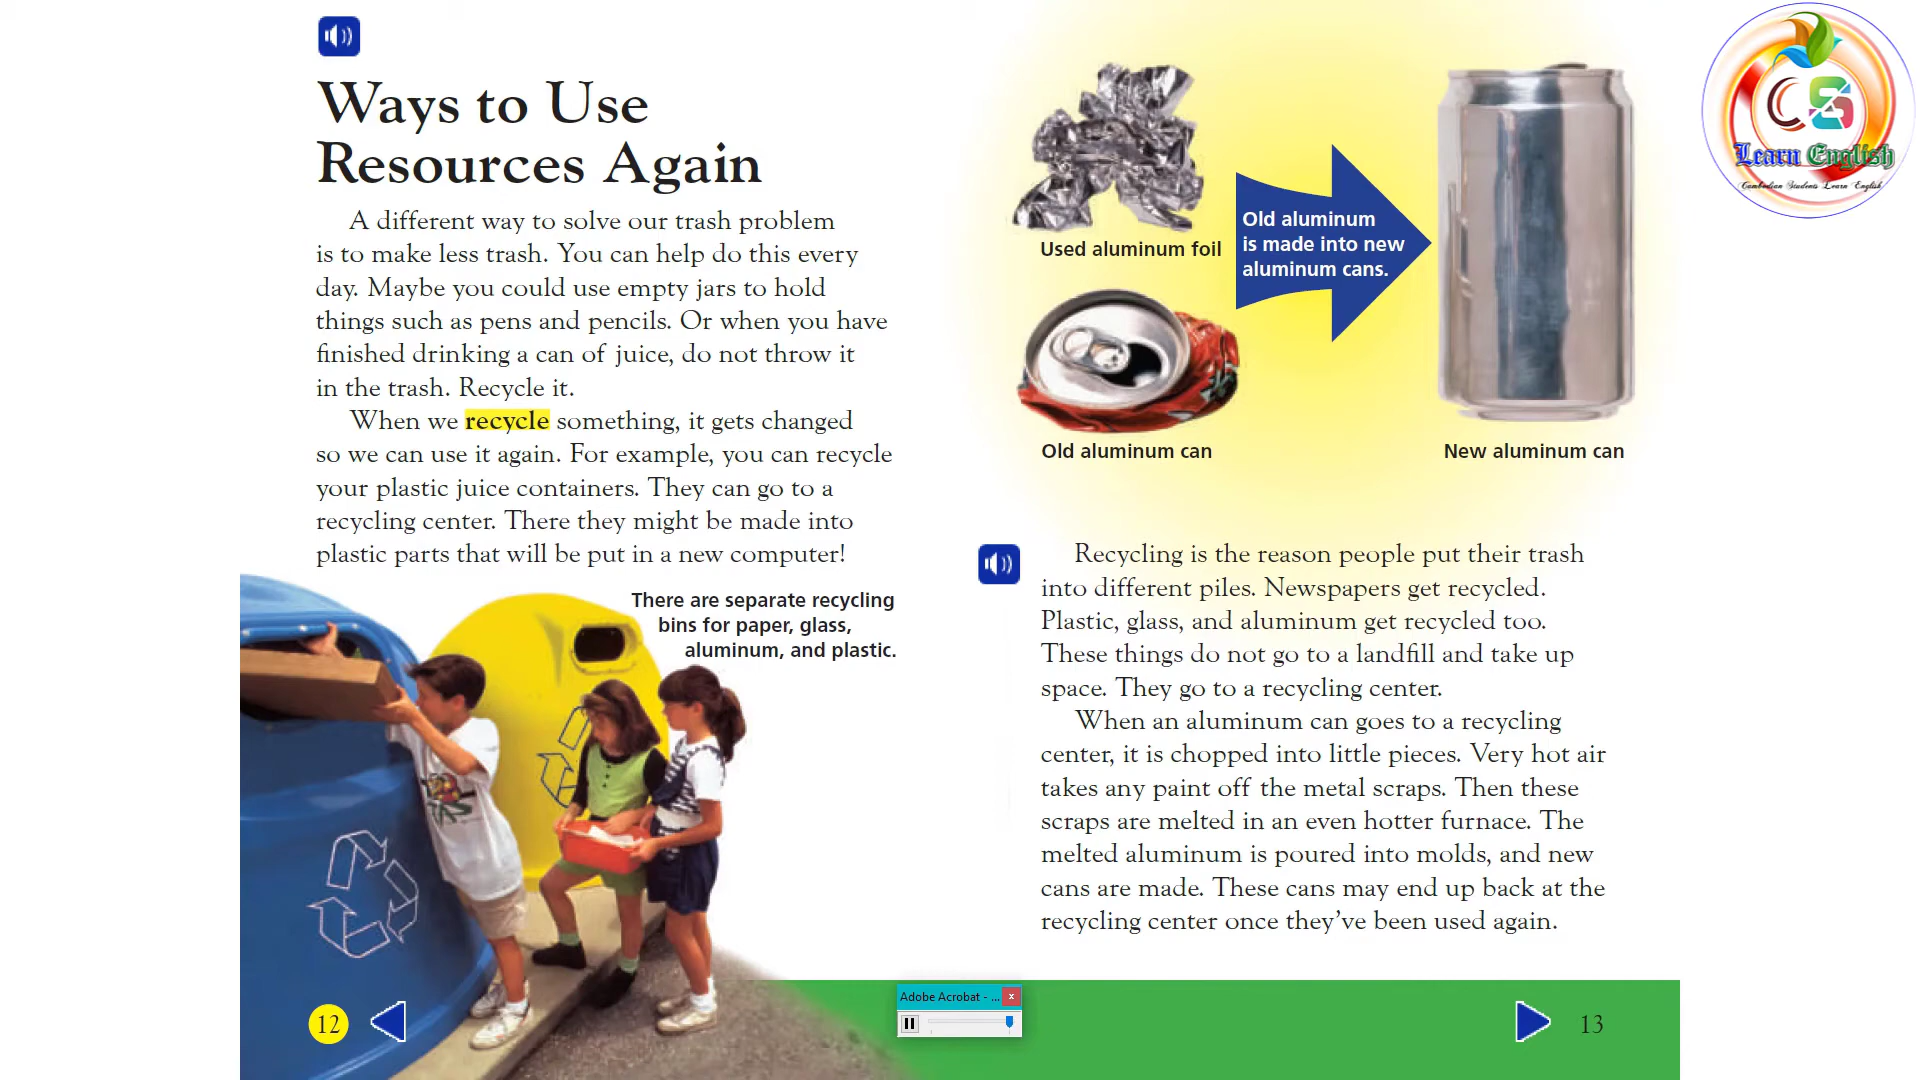 Ways to Use
Resources Again
A different way to solve our trash problem
is to make less trash. You can help do this every
day. Maybe you could use empty jars to hold
things such as pens and pencils. Or when you have
finished drinking a can of juice, do not throw it
in the trash. Recycle it.
When we recycle something, it gets changed
so we can use it again. For example, you can recycle
your plastic juice containers. They can go to a
recycling center. There they might be made into
plastic parts that will be put in a new computer!
There are separate recycling
bins for paper, glass,
aluminum, and plastic.
12
Used aluminum foil
Old aluminum
is made into new
aluminum cans.
Old aluminum can
New aluminum can
Recycling is the reason people put their trash
into different piles. Newspapers get recycled.
Plastic, glass, and aluminum get recycled too.
These things do not go to a landfill and take up
space. They go to a recycling center.
When an aluminum can goes to a recycling
center, it is chopped into little pieces. Very hot air
takes any paint off the metal scraps. Then these
scraps are melted in an even hotter furnace. The
melted aluminum is poured into molds, and new
cans are made. These cans may end up back at the
recycling center once they've been used again.
13
Adobe Acrobat - ...
x
CS
Learn English
Cambodian Students Learn English